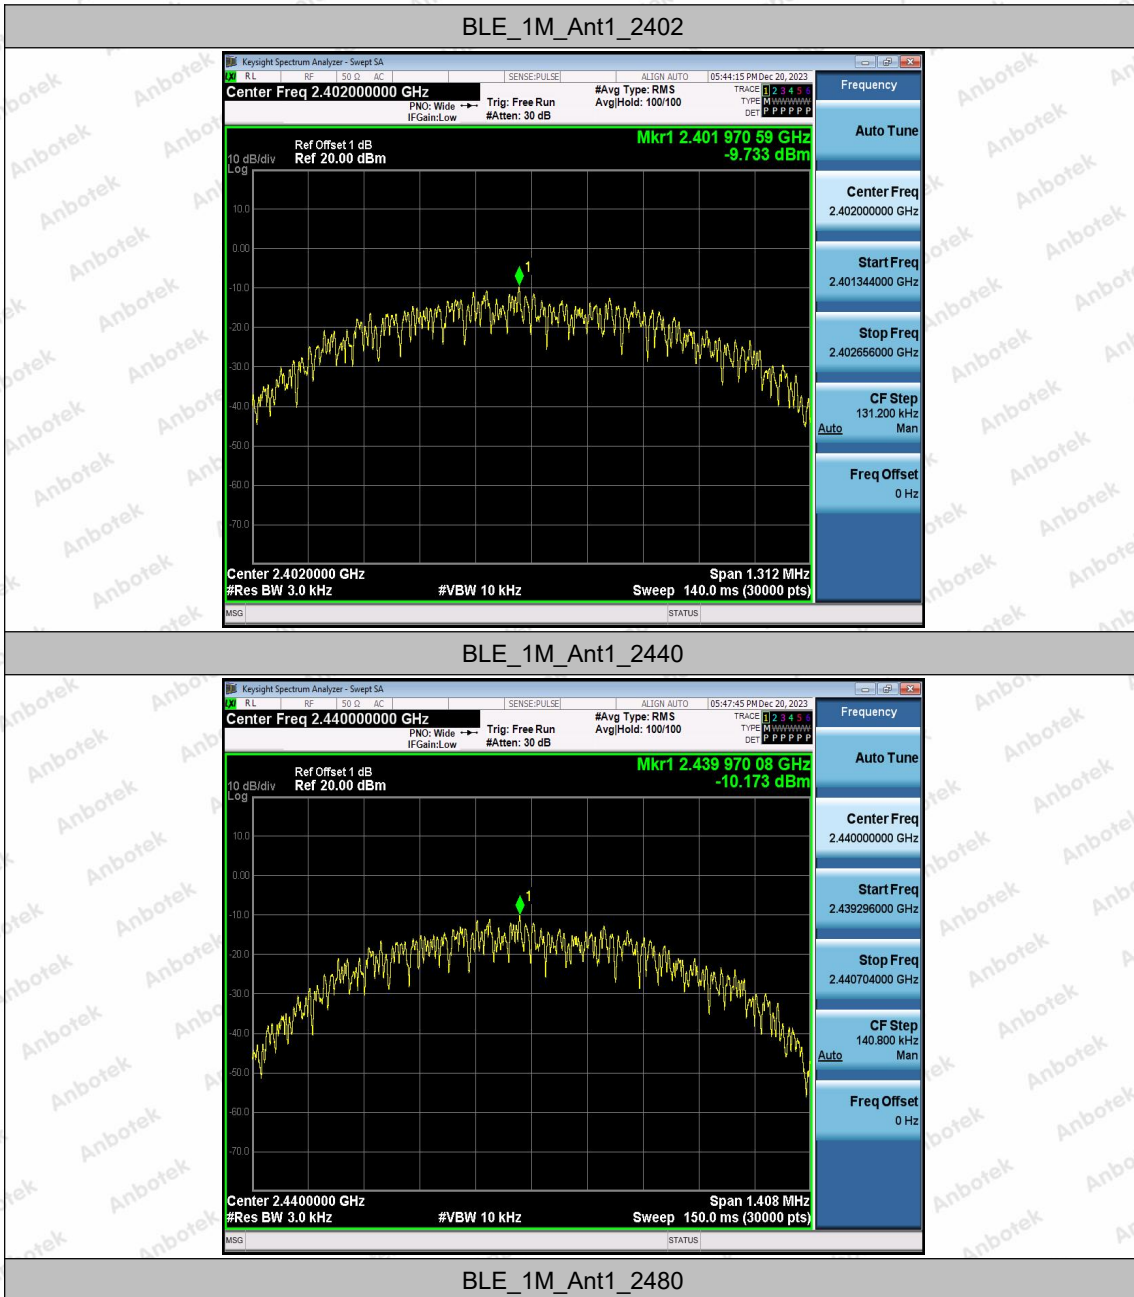 BLE_1M_Ant1_2402
Keysight Spectrum Analyzer - Swept SA
LXI RL RF 50 Ω AC SENSE:PULSE ALIGN AUTO 05:44:15 PM Dec 20, 2023
Center Freq 2.402000000 GHz
PNO: Wide
IFGain:Low
Trig: Free Run
#Atten: 30 dB
#Avg Type: RMS
Avg|Hold: 100/100
TRACE 1 2 3 4 5 6
TYPE M W W W W W
DET P P P P P P
Frequency
Ref Offset 1 dB
10 dB/div Ref 20.00 dBm
Log
Mkr1 2.401 970 59 GHz
-9.733 dBm
10.0
0.00
-10.0
-20.0
-30.0
-40.0
-50.0
-60.0
-70.0
1
Center 2.4020000 GHz
Span 1.312 MHz
#Res BW 3.0 kHz
#VBW 10 kHz
Sweep 140.0 ms (30000 pts)
MSG
STATUS
Auto Tune
Center Freq
2.402000000 GHz
Start Freq
2.401344000 GHz
Stop Freq
2.402656000 GHz
CF Step
131.200 kHz
Auto Man
Freq Offset
0 Hz
BLE_1M_Ant1_2440
Keysight Spectrum Analyzer - Swept SA
LXI RL RF 50 Ω AC SENSE:PULSE ALIGN AUTO 05:47:45 PM Dec 20, 2023
Center Freq 2.440000000 GHz
PNO: Wide
IFGain:Low
Trig: Free Run
#Atten: 30 dB
#Avg Type: RMS
Avg|Hold: 100/100
TRACE 1 2 3 4 5 6
TYPE M W W W W W
DET P P P P P P
Frequency
Ref Offset 1 dB
10 dB/div Ref 20.00 dBm
Log
Mkr1 2.439 970 08 GHz
-10.173 dBm
10.0
0.00
-10.0
-20.0
-30.0
-40.0
-50.0
-60.0
-70.0
1
Center 2.4400000 GHz
Span 1.408 MHz
#Res BW 3.0 kHz
#VBW 10 kHz
Sweep 150.0 ms (30000 pts)
MSG
STATUS
Auto Tune
Center Freq
2.440000000 GHz
Start Freq
2.439296000 GHz
Stop Freq
2.440704000 GHz
CF Step
140.800 kHz
Auto Man
Freq Offset
0 Hz
BLE_1M_Ant1_2480
Anbotek